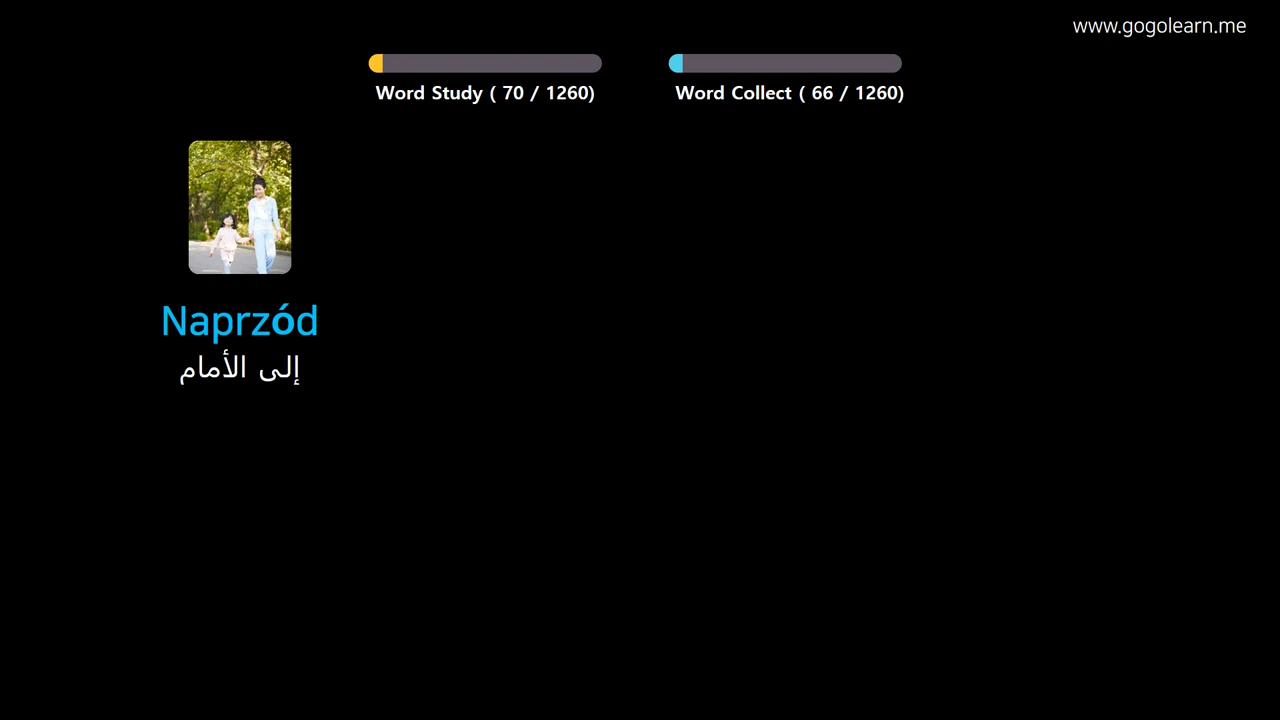 www.gogolearn.me
Word Study ( 70 / 1260)
Word Collect ( 66 / 1260)
Naprzód
إلى الأمام